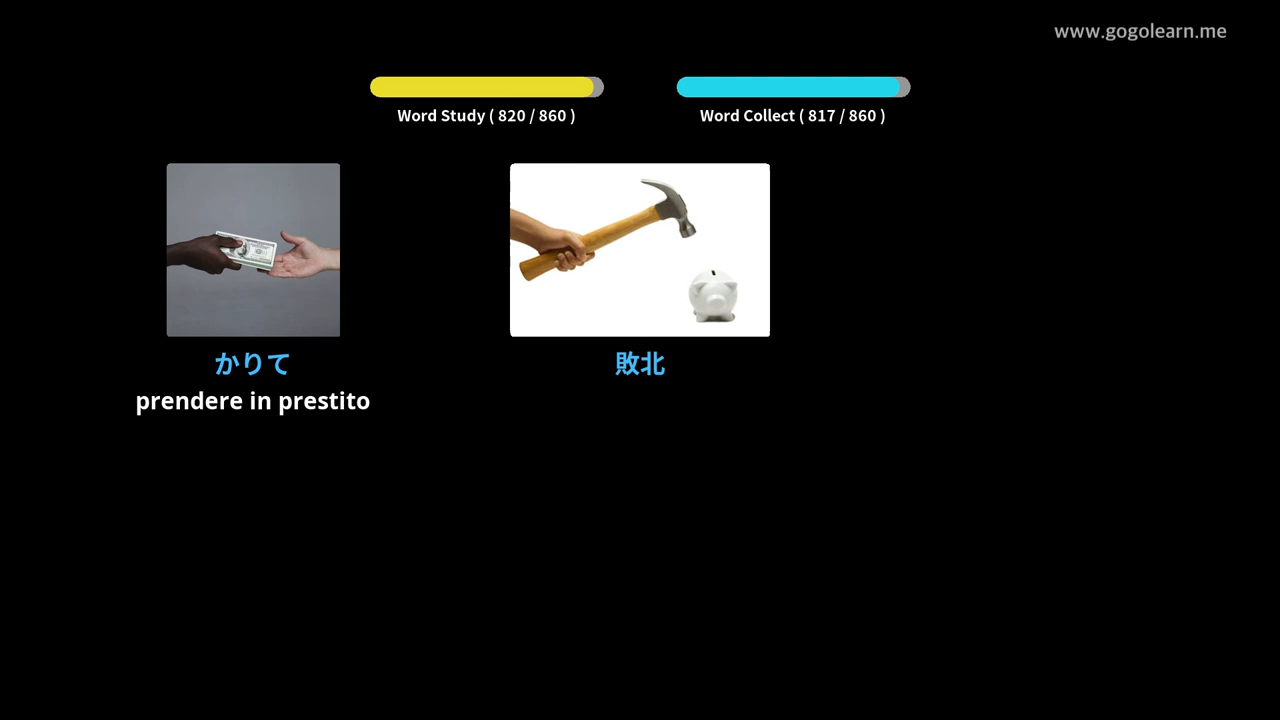 www.gogolearn.me
Word Study ( 820 / 860 )
Word Collect ( 817 / 860 )
かりて
prendere in prestito
敗北